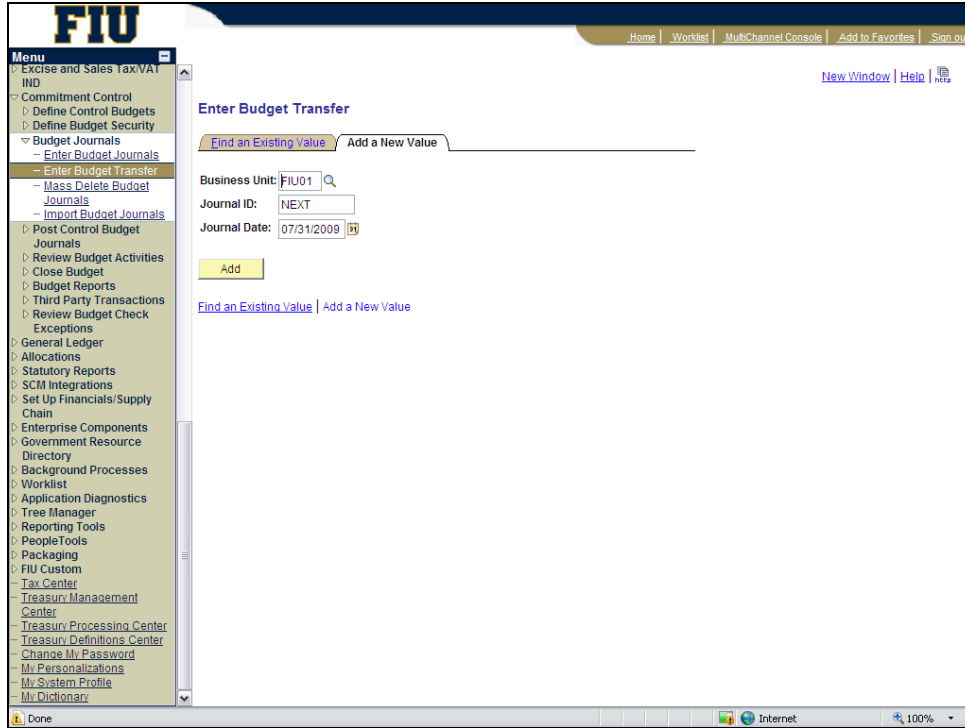 FIU
Home | Worklist | MultiChannel Console | Add to Favorites | Sign ou
Menu
Excise and Sales Tax/VAT
IND
Commitment Control
Define Control Budgets
Define Budget Security
Budget Journals
Enter Budget Journals
Enter Budget Transfer
Mass Delete Budget
Journals
Import Budget Journals
Post Control Budget
Journals
Review Budget Activities
Close Budget
Budget Reports
Third Party Transactions
Review Budget Check
Exceptions
General Ledger
Allocations
Statutory Reports
SCM Integrations
Set Up Financials/Supply
Chain
Enterprise Components
Government Resource
Directory
Background Processes
Worklist
Application Diagnostics
Tree Manager
Reporting Tools
PeopleTools
Packaging
FIU Custom
Tax Center
Treasury Management
Center
Treasury Processing Center
Treasury Definitions Center
Change My Password
My Personalizations
My System Profile
My Dictionary
New Window | Help | http
Enter Budget Transfer
Find an Existing Value Add a New Value
Business Unit: FIU01
Journal ID: NEXT
Journal Date: 07/31/2009 31
Add
Find an Existing Value | Add a New Value
Done Internet 100%